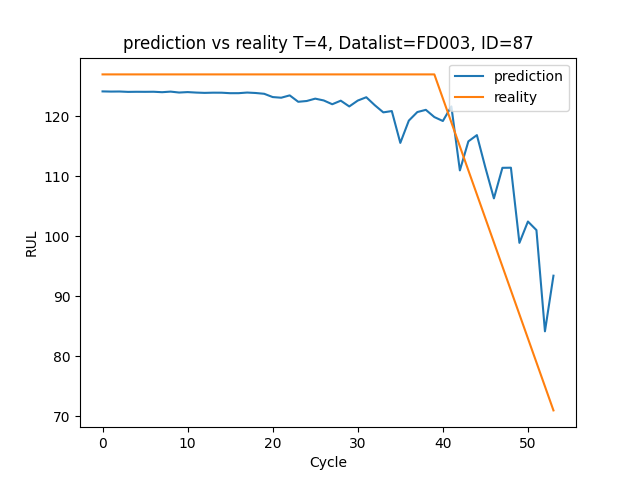 prediction vs reality T=4, Datalist=FD003, ID=87
prediction
reality
RUL
120
110
100
90
80
70
0 10 20 30 40 50
Cycle